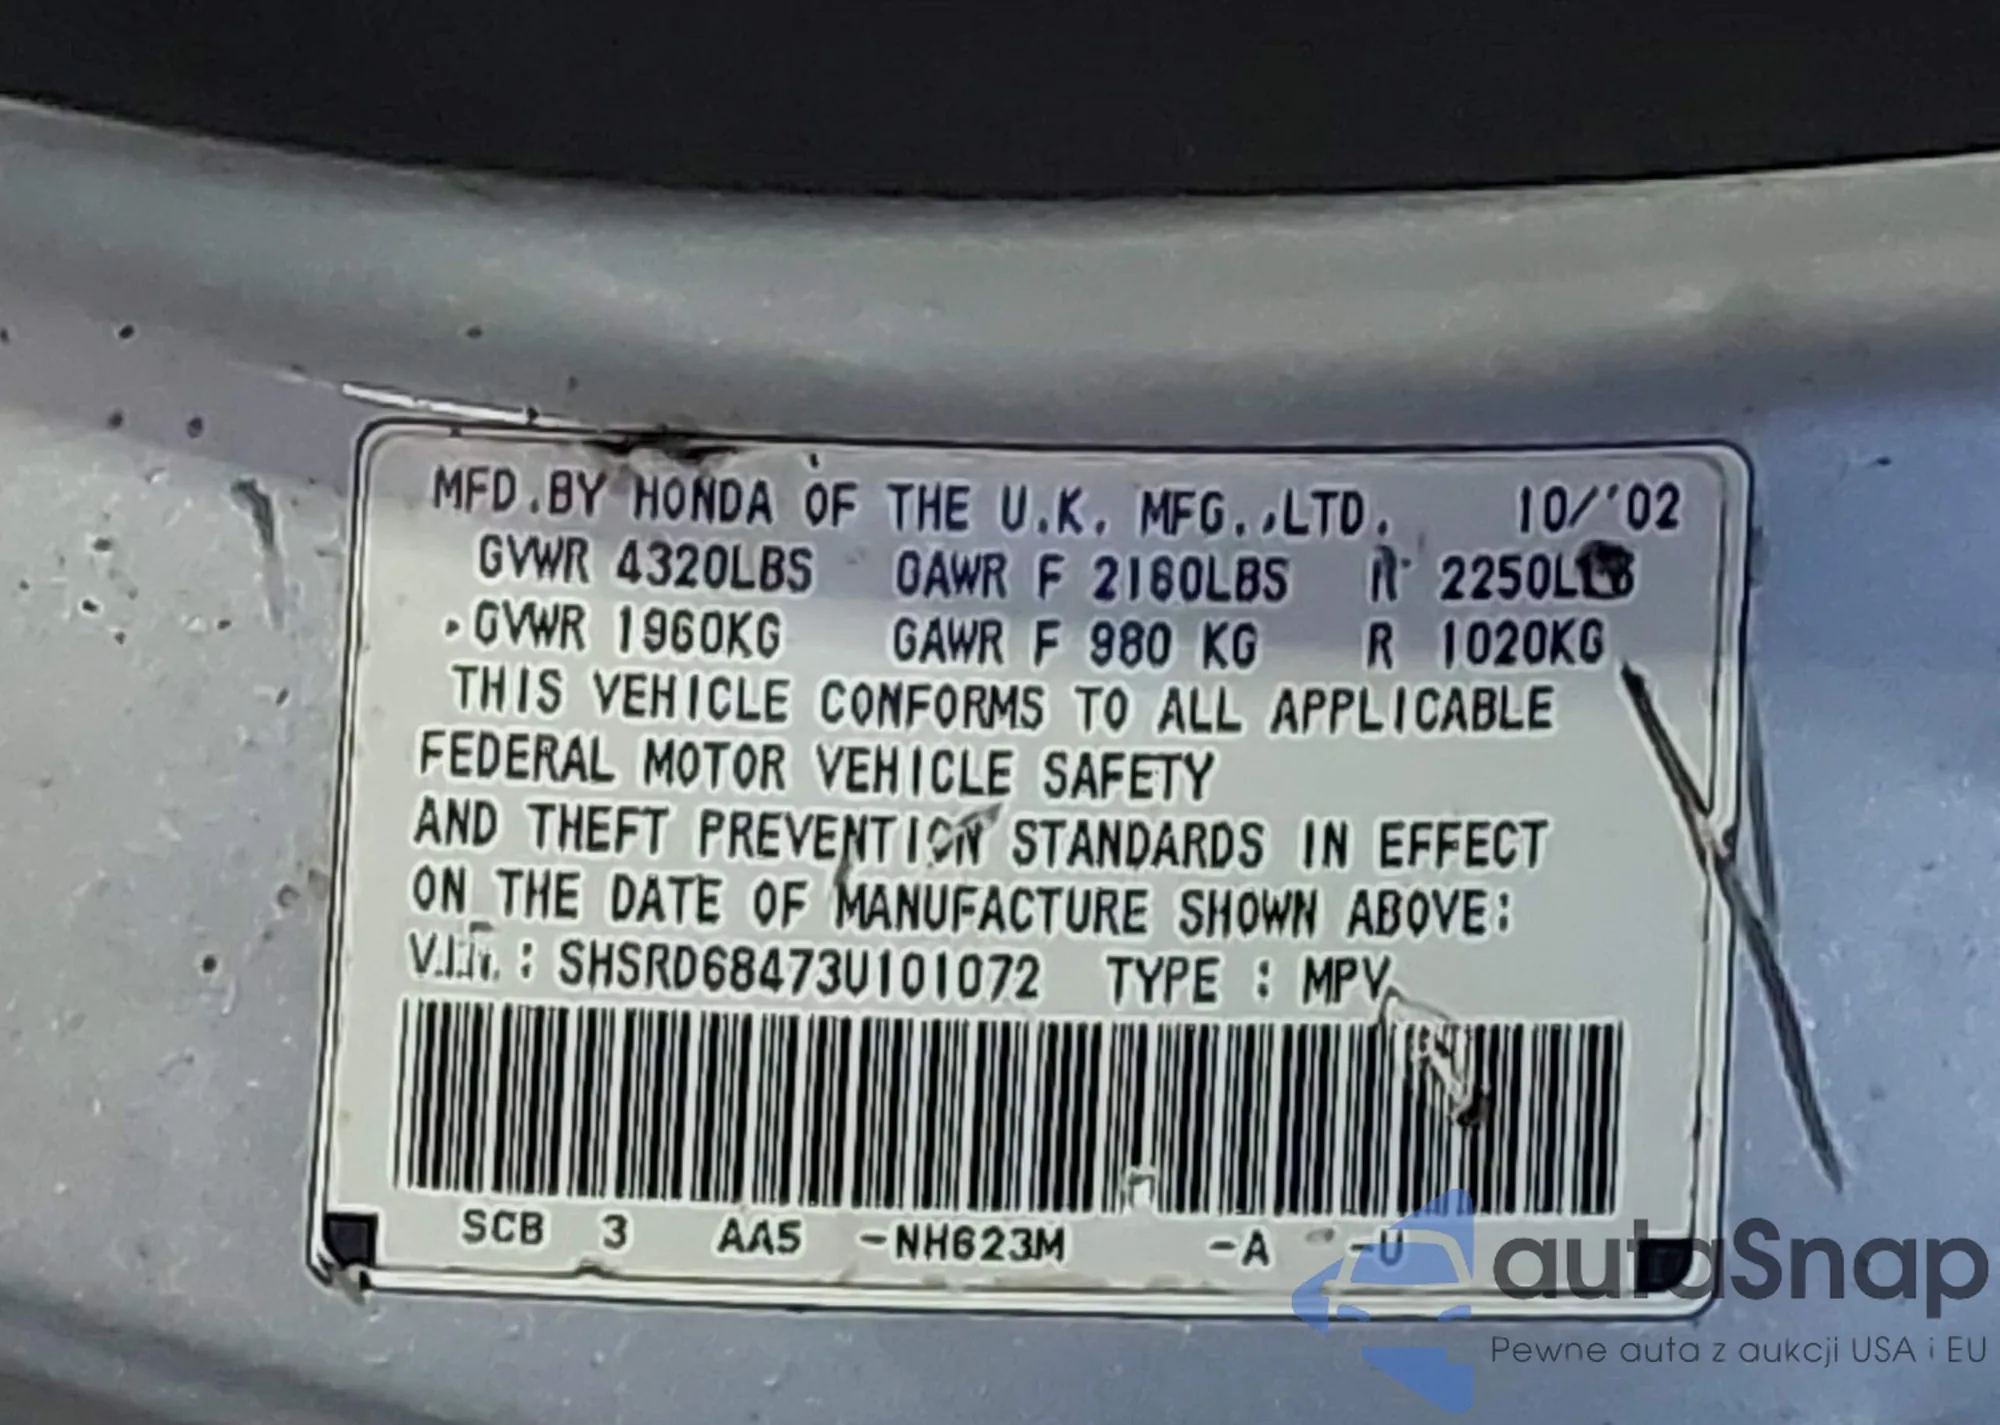 MFD.BY HONDA OF THE U.K. MFG.,LTD. 10/'02
GVWR 4320LBS GAWR F 2160LBS R 2250LBS
GVWR 1960KG GAWR F 980 KG R 1020KG
THIS VEHICLE CONFORMS TO ALL APPLICABLE
FEDERAL MOTOR VEHICLE SAFETY
AND THEFT PREVENTION STANDARDS IN EFFECT
ON THE DATE OF MANUFACTURE SHOWN ABOVE:
V.I.N. : SHSRD68473U101072 TYPE : MPV
SCB 3 AA5 -NH623M -A -U
autaSnap
Pewne auta z aukcji USA i EU